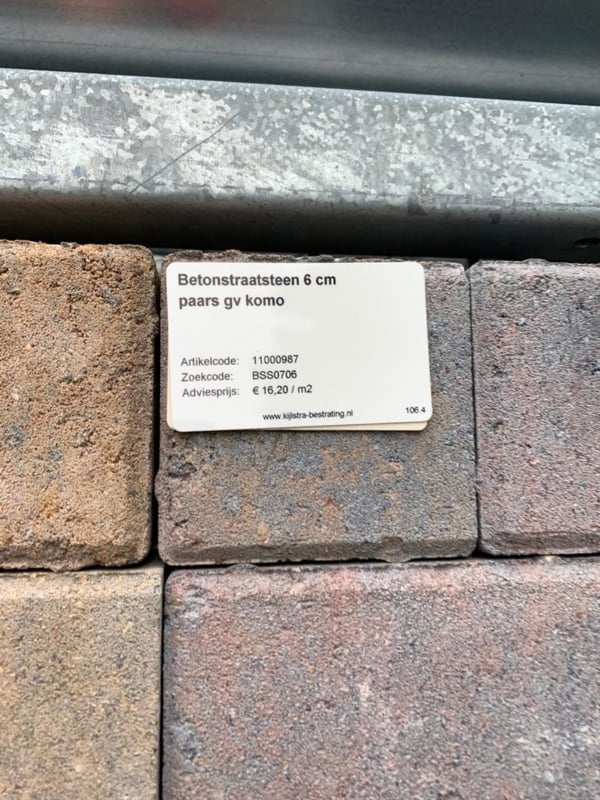 Betonstraatsteen 6 cm
paars gv komo
Artikelcode: 11000987
Zoekcode: BSS0706
Adviesprijs: € 16,20 / m2
www.kijlstra-bestrating.nl
106.4